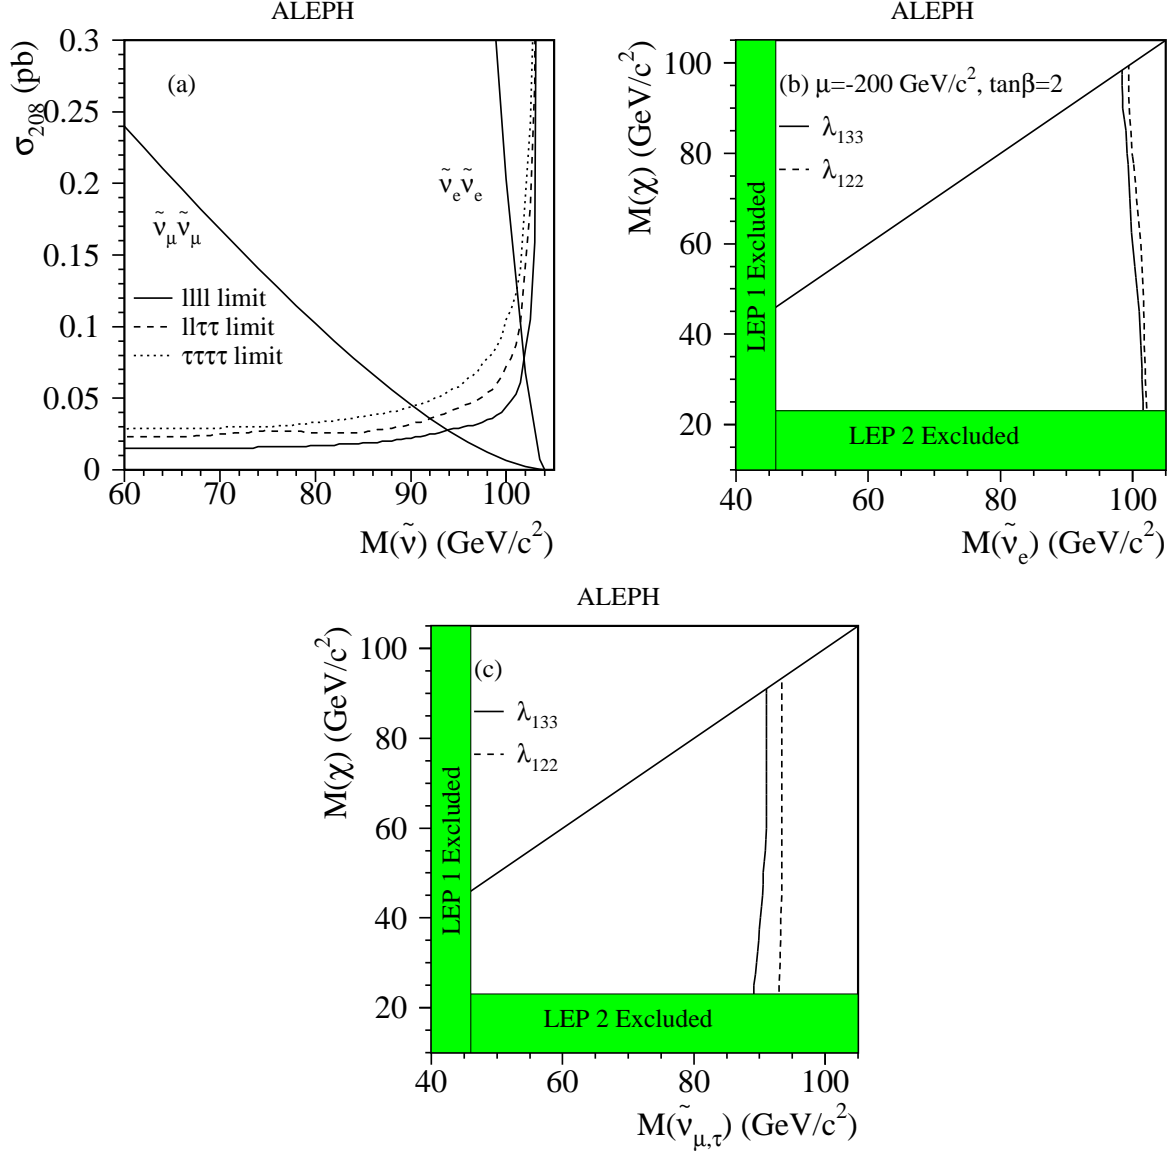 ALEPH
σ208 (pb)
0.3
0.25
0.2
0.15
0.1
0.05
0
(a)
ν̃eν̃e
ν̃μν̃μ
llll limit
llττ limit
ττττ limit
60 70 80 90 100
M(ν̃) (GeV/c²)
ALEPH
M(χ) (GeV/c²)
100
80
60
40
20
(b) μ=-200 GeV/c², tanβ=2
λ133
λ122
LEP 1 Excluded
LEP 2 Excluded
40 60 80 100
M(ν̃e) (GeV/c²)
ALEPH
M(χ) (GeV/c²)
100
80
60
40
20
(c)
λ133
λ122
LEP 1 Excluded
LEP 2 Excluded
40 60 80 100
M(ν̃μ,τ) (GeV/c²)